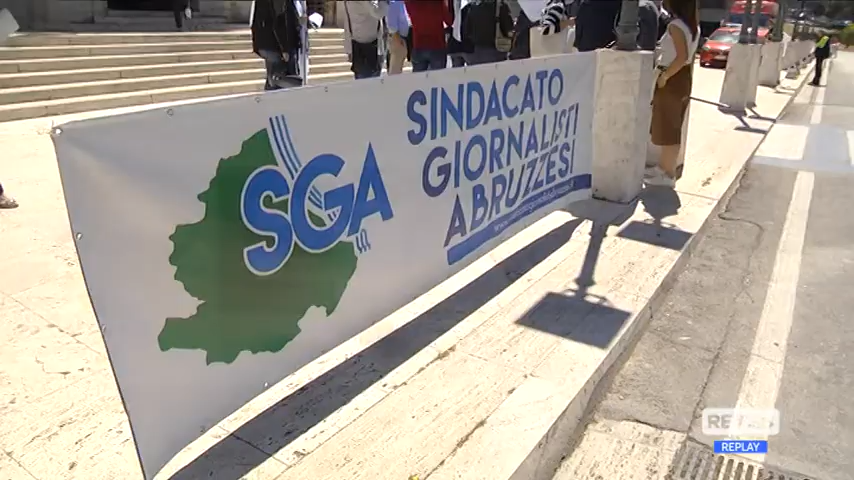 SGA
SINDACATO
GIORNALISTI
ABRUZZESI
REPLAY